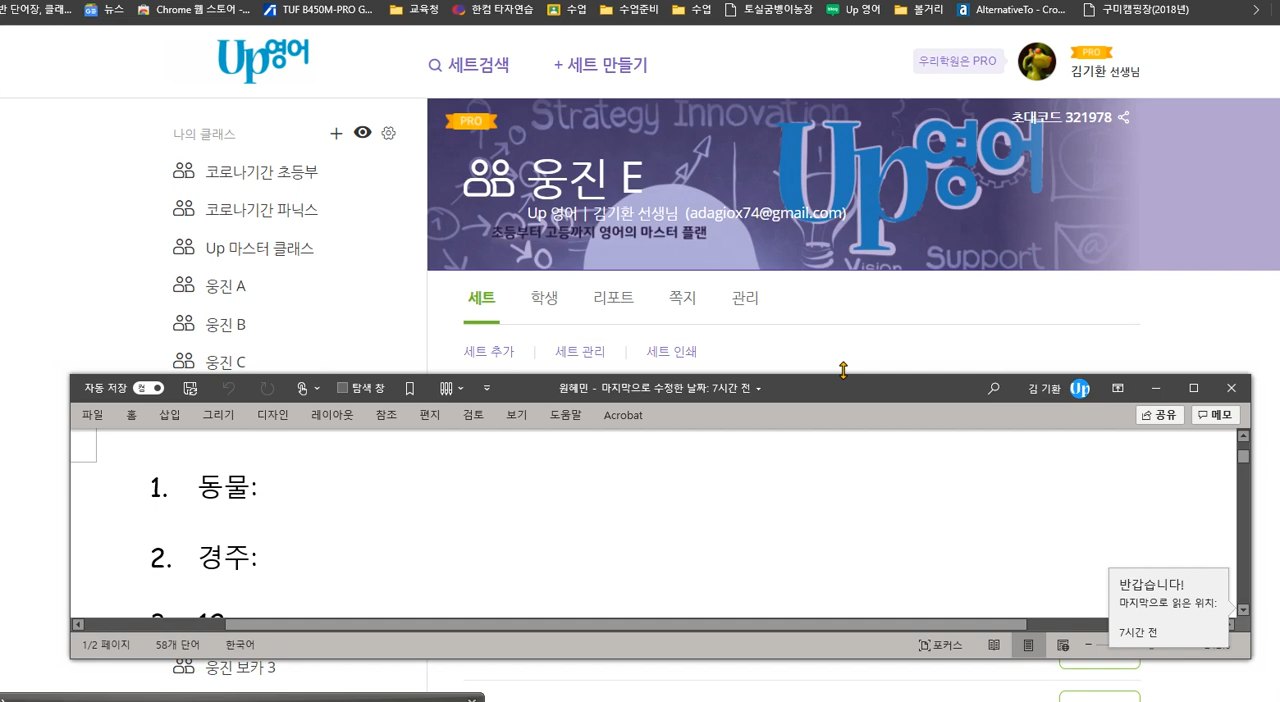 반 단어장, 클래... 뉴스 Chrome 웹 스토어 -... TUF B450M-PRO G... 교육청 한컴 타자연습 수업 수업준비 수업 토실굼벵이농장 Up 영어 볼거리 AlternativeTo - Cro... 구미캠핑장(2018년)
Up영어
세트검색
+ 세트 만들기
우리학원은 PRO
PRO
김기환 선생님
나의 클래스
코로나기간 초등부
코로나기간 파닉스
Up 마스터 클래스
웅진 A
웅진 B
웅진 C
PRO
Strategy Innovation
초대코드 321978
웅진 E
Up영어
Up 영어 | 김기환 선생님 (adagiox74@gmail.com)
초등부터 고등까지 영어의 마스터 플랜
Vision
Support
세트 학생 리포트 쪽지 관리
세트 추가 | 세트 관리 | 세트 인쇄
자동 저장 탐색 창 원혜민 - 마지막으로 수정한 날짜: 7시간 전 김 기환 Up
파일 홈 삽입 그리기 디자인 레이아웃 참조 편지 검토 보기 도움말 Acrobat 공유 메모
1. 동물:
2. 경주:
반갑습니다!
마지막으로 읽은 위치:
7시간 전
1/2 페이지 58개 단어 한국어 포커스
웅진 보카 3